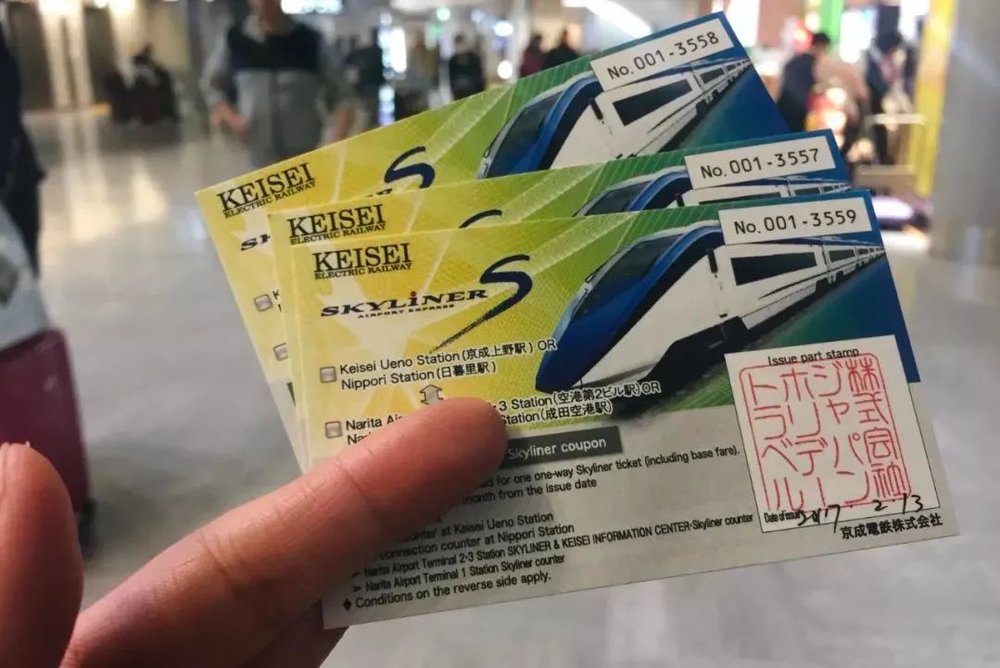 No.001-3558
KEISEI
ELECTRIC RAILWAY
S
No.001-3557
KEISEI
ELECTRIC RAILWAY
No.001-3559
KEISEI
ELECTRIC RAILWAY
SKYLINER S
AIRPORT EXPRESS
Keisei Ueno Station(京成上野駅)OR
Nippori Station(日暮里駅)
Narita 3 Station(空港第2ビル駅)OR
Station(成田空港駅)
Skyliner coupon
for one one-way Skyliner ticket (including base fare).
month from the issue date
at Keisei Ueno Station
connection counter at Nippori Station
➤ Narita Airport Terminal 2-3 Station SKYLINER & KEISEI INFORMATION CENTER·Skyliner counter
➤ Narita Airport Terminal 1 Station Skyliner counter
◆ Conditions on the reverse side apply.
Issue part stamp
株式会社
ジャパン
ホリデー
トラベル
Date of issue 2017. 2. 13
京成電鉄株式会社